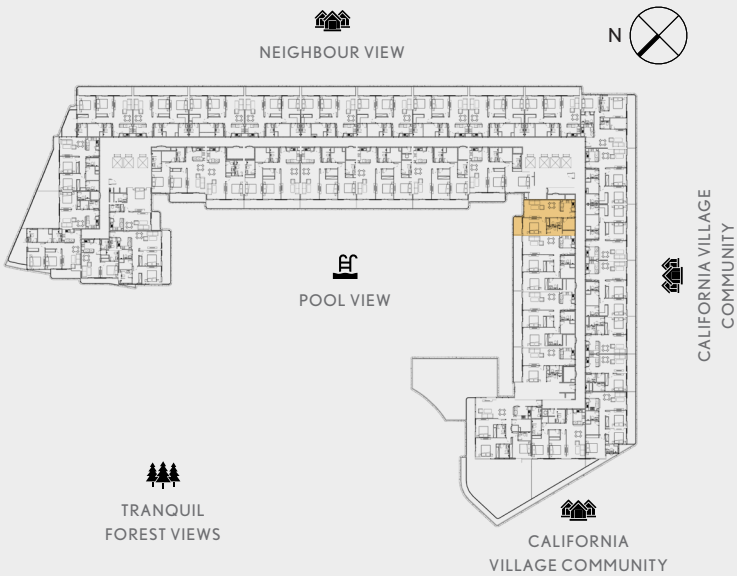 NEIGHBOUR VIEW
N
CALIFORNIA VILLAGE
COMMUNITY
POOL VIEW
TRANQUIL
FOREST VIEWS
CALIFORNIA
VILLAGE COMMUNITY